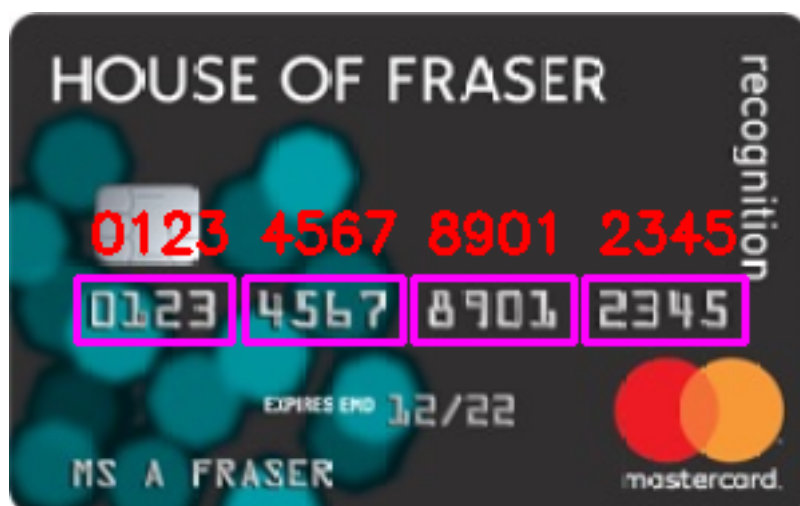 HOUSE OF FRASER
recognition
0123 4567 8901 2345
0123 4567 8901 2345
EXPIRES END 12/22
MS A FRASER
mastercard.